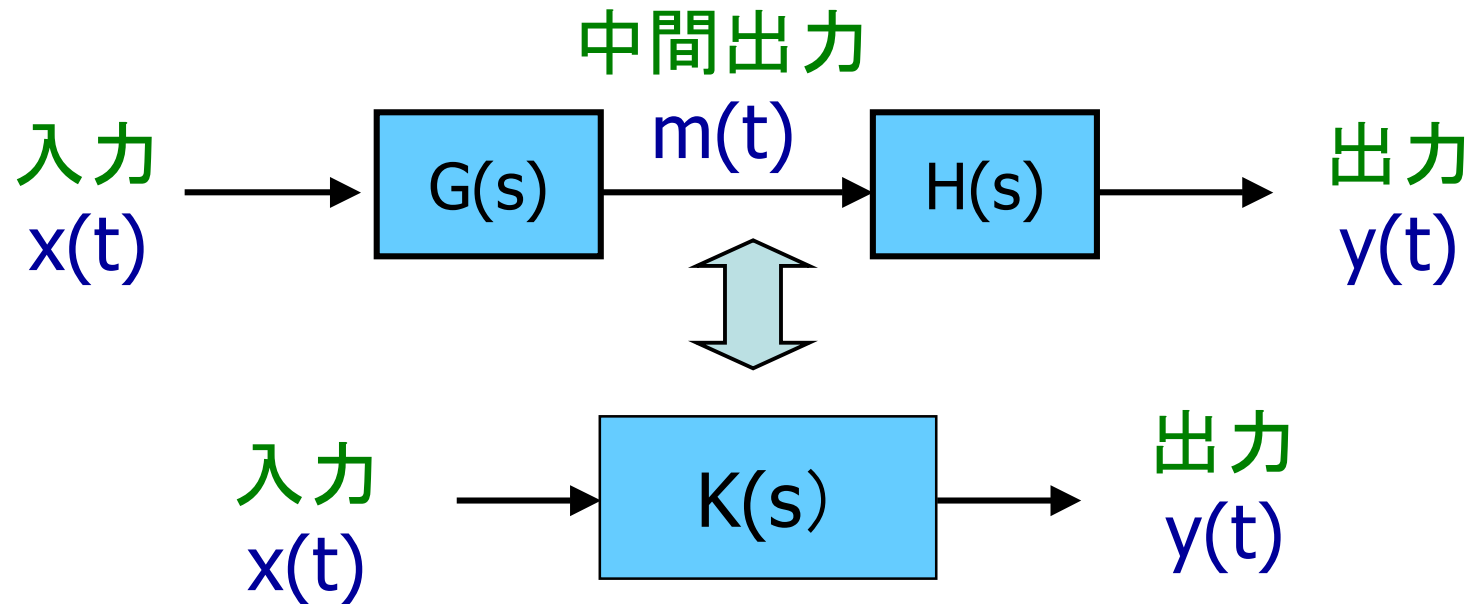 中間出力
m(t)
入力
x(t)
G(s)
H(s)
出力
y(t)
入力
x(t)
K(s）
出力
y(t)